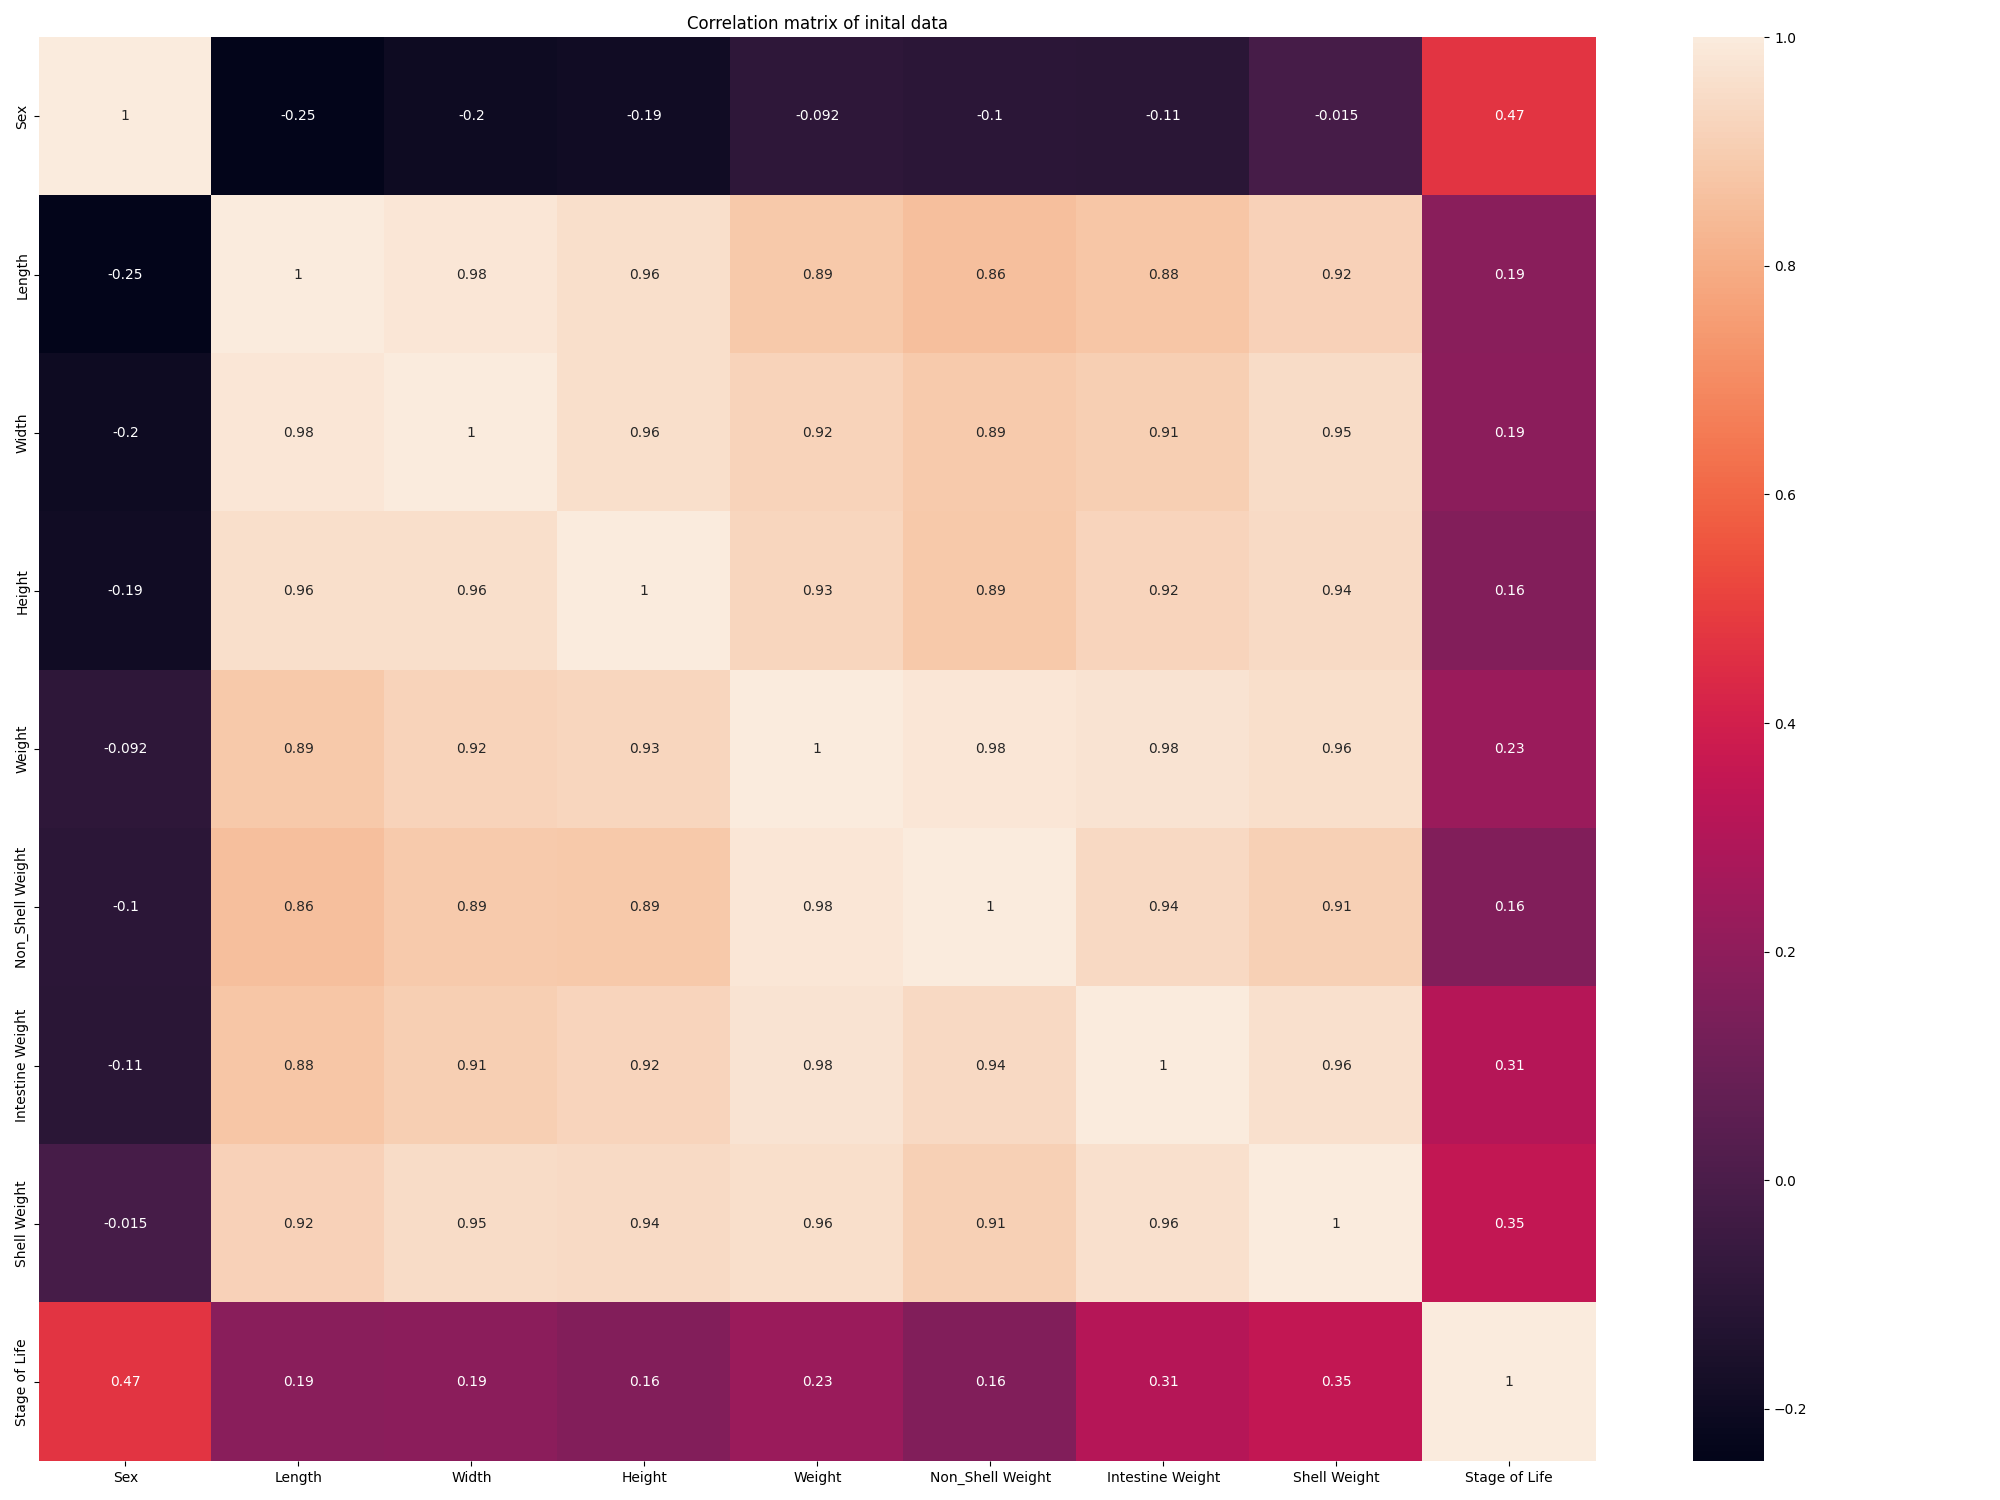 Correlation matrix of inital data
Sex 1 -0.25 -0.2 -0.19 -0.092 -0.1 -0.11 -0.015 0.47
Length -0.25 1 0.98 0.96 0.89 0.86 0.88 0.92 0.19
Width -0.2 0.98 1 0.96 0.92 0.89 0.91 0.95 0.19
Height -0.19 0.96 0.96 1 0.93 0.89 0.92 0.94 0.16
Weight -0.092 0.89 0.92 0.93 1 0.98 0.98 0.96 0.23
Non_Shell Weight -0.1 0.86 0.89 0.89 0.98 1 0.94 0.91 0.16
Intestine Weight -0.11 0.88 0.91 0.92 0.98 0.94 1 0.96 0.31
Shell Weight -0.015 0.92 0.95 0.94 0.96 0.91 0.96 1 0.35
Stage of Life 0.47 0.19 0.19 0.16 0.23 0.16 0.31 0.35 1
Sex Length Width Height Weight Non_Shell Weight Intestine Weight Shell Weight Stage of Life
1.0
0.8
0.6
0.4
0.2
0.0
−0.2